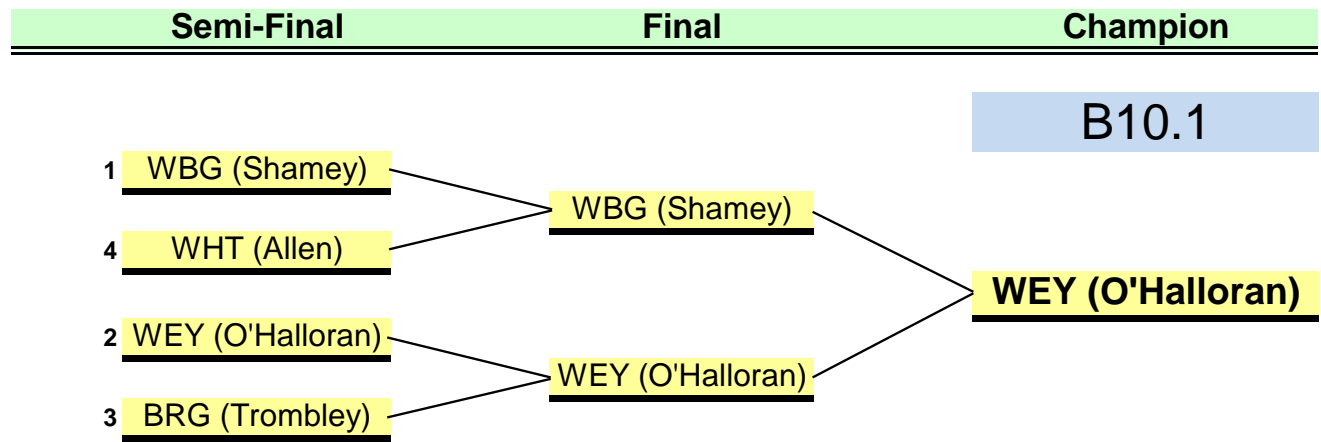 Semi-Final Final Champion
B10.1
1 WBG (Shamey)
WBG (Shamey)
4 WHT (Allen)
WEY (O'Halloran)
2 WEY (O'Halloran)
WEY (O'Halloran)
3 BRG (Trombley)